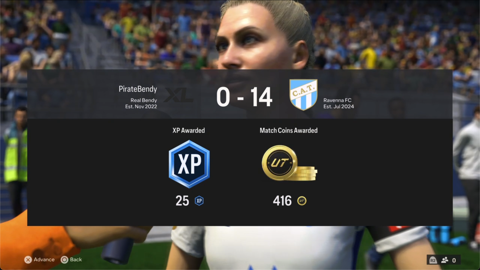 PirateBendy
Real Bendy
Est. Nov 2022
0 - 14
C.A.T.
Ravenna FC
Est. Jul 2024
XP Awarded
Match Coins Awarded
XP
UT
25 XP
416
Advance
Back
0